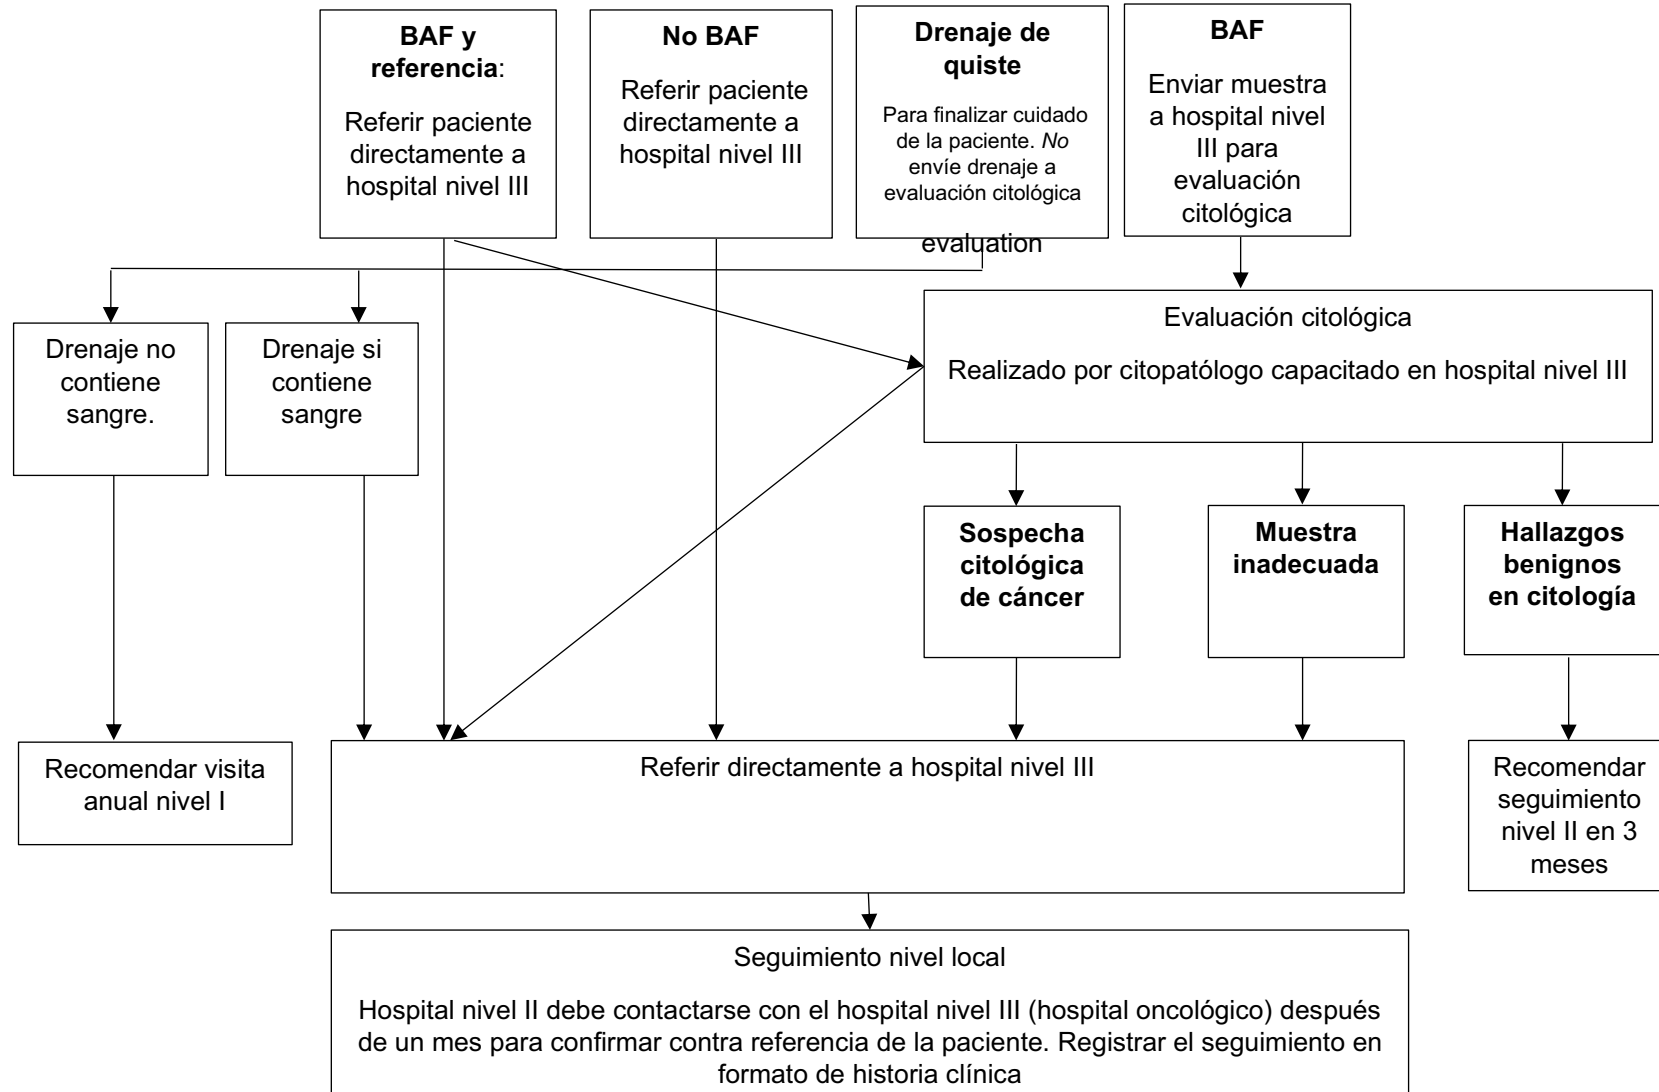 BAF y
referencia:
Referir paciente
directamente a
hospital nivel III
No BAF
Referir paciente
directamente a
hospital nivel III
Drenaje de
quiste
Para finalizar cuidado
de la paciente. No
envíe drenaje a
evaluación citológica
evaluation
BAF
Enviar muestra
a hospital nivel
III para
evaluación
citológica
Drenaje no
contiene
sangre.
Drenaje si
contiene
sangre
Evaluación citológica
Realizado por citopatólogo capacitado en hospital nivel III
Sospecha
citológica
de cáncer
Muestra
inadecuada
Hallazgos
benignos
en citología
Recomendar visita
anual nivel I
Referir directamente a hospital nivel III
Recomendar
seguimiento
nivel II en 3
meses
Seguimiento nivel local
Hospital nivel II debe contactarse con el hospital nivel III (hospital oncológico) después
de un mes para confirmar contra referencia de la paciente. Registrar el seguimiento en
formato de historia clínica